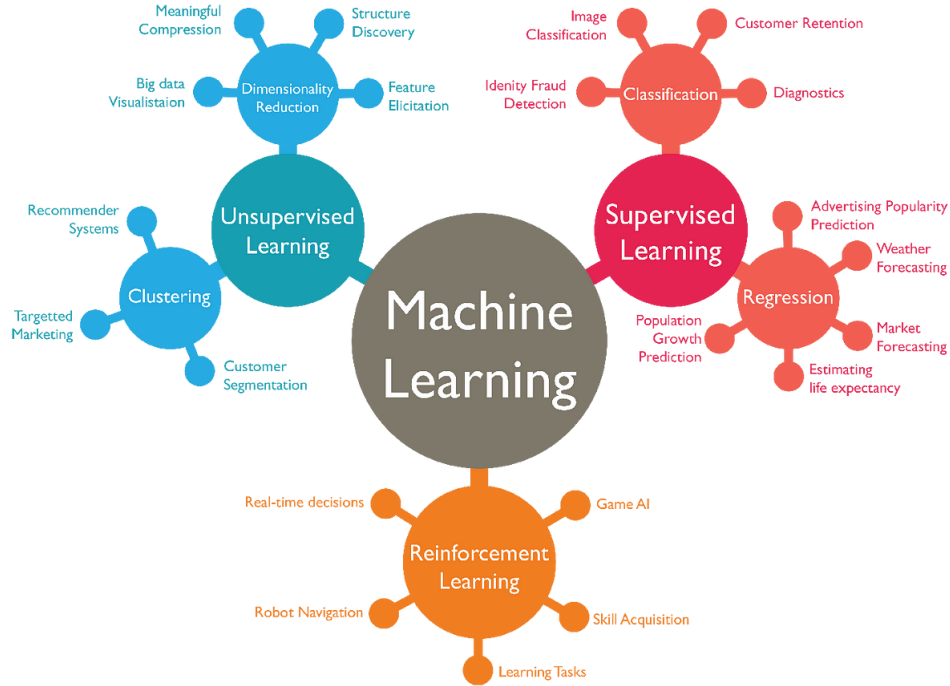 Meaningful
Compression
Structure
Discovery
Big data
Visualistaion
Dimensionality
Reduction
Feature
Elicitation
Image
Classification
Customer Retention
Idenity Fraud
Detection
Classification
Diagnostics
Recommender
Systems
Unsupervised
Learning
Clustering
Targetted
Marketing
Customer
Segmentation
Supervised
Learning
Advertising Popularity
Prediction
Weather
Forecasting
Regression
Population
Growth
Prediction
Market
Forecasting
Estimating
life expectancy
Machine
Learning
Real-time decisions
Game AI
Reinforcement
Learning
Robot Navigation
Skill Acquisition
Learning Tasks